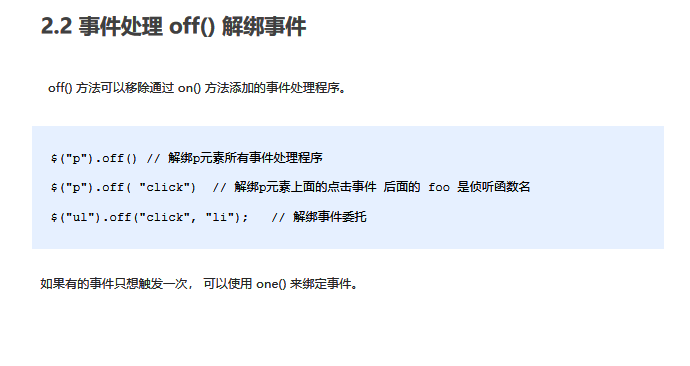 2.2 事件处理 off() 解绑事件
off() 方法可以移除通过 on() 方法添加的事件处理程序。
$("p").off() // 解绑p元素所有事件处理程序
$("p").off( "click")  // 解绑p元素上面的点击事件 后面的 foo 是侦听函数名
$("ul").off("click", "li");   // 解绑事件委托
如果有的事件只想触发一次， 可以使用 one() 来绑定事件。